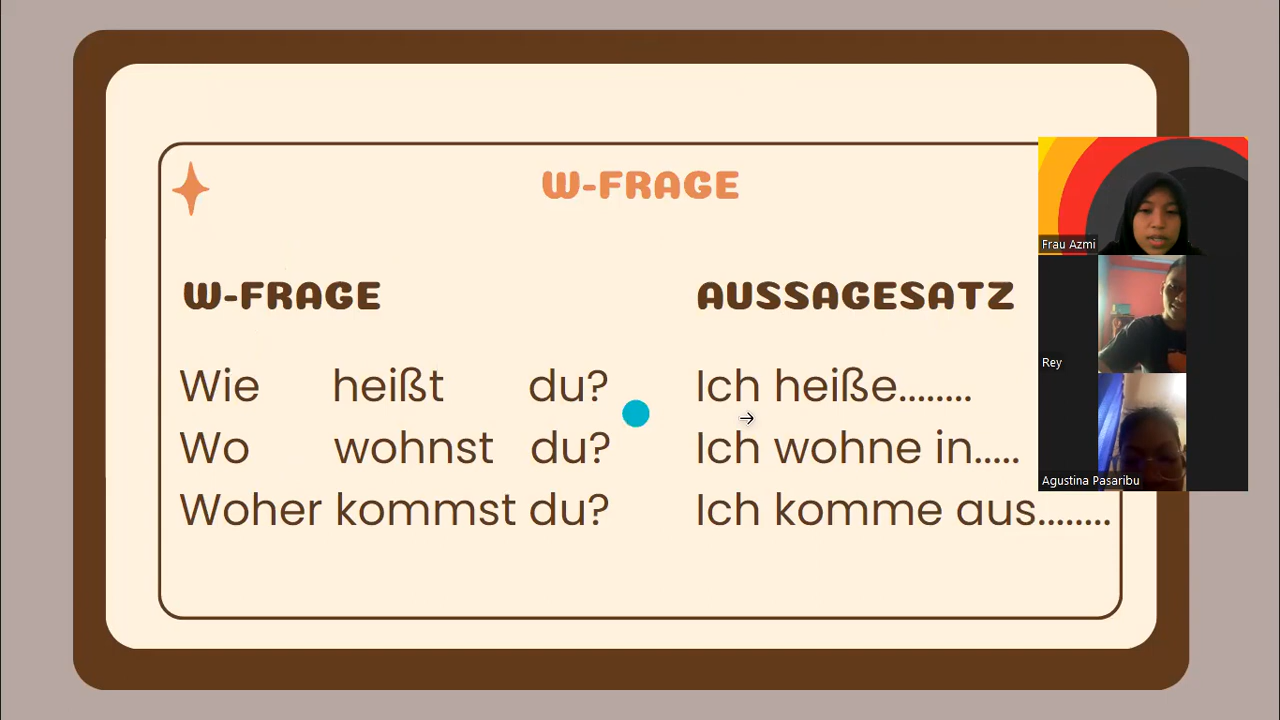 W-FRAGE
W-FRAGE
Wie heißt du?
Wo wohnst du?
Woher kommst du?
AUSSAGESATZ
Ich heiße........
Ich wohne in.....
Ich komme aus........
Frau Azmi
Rey
Agustina Pasaribu